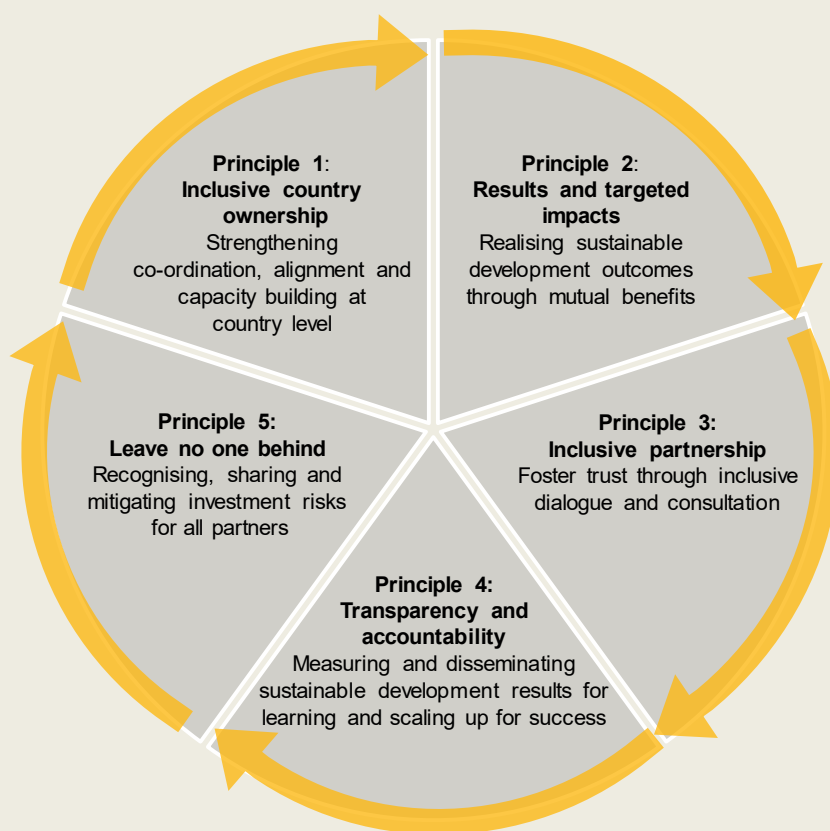 Principle 1:
Inclusive country
ownership
Strengthening
co-ordination, alignment and
capacity building at
country level
Principle 2:
Results and targeted
impacts
Realising sustainable
development outcomes
through mutual benefits
Principle 3:
Inclusive partnership
Foster trust through inclusive
dialogue and consultation
Principle 4:
Transparency and
accountability
Measuring and disseminating
sustainable development results for
learning and scaling up for success
Principle 5:
Leave no one behind
Recognising, sharing and
mitigating investment risks
for all partners